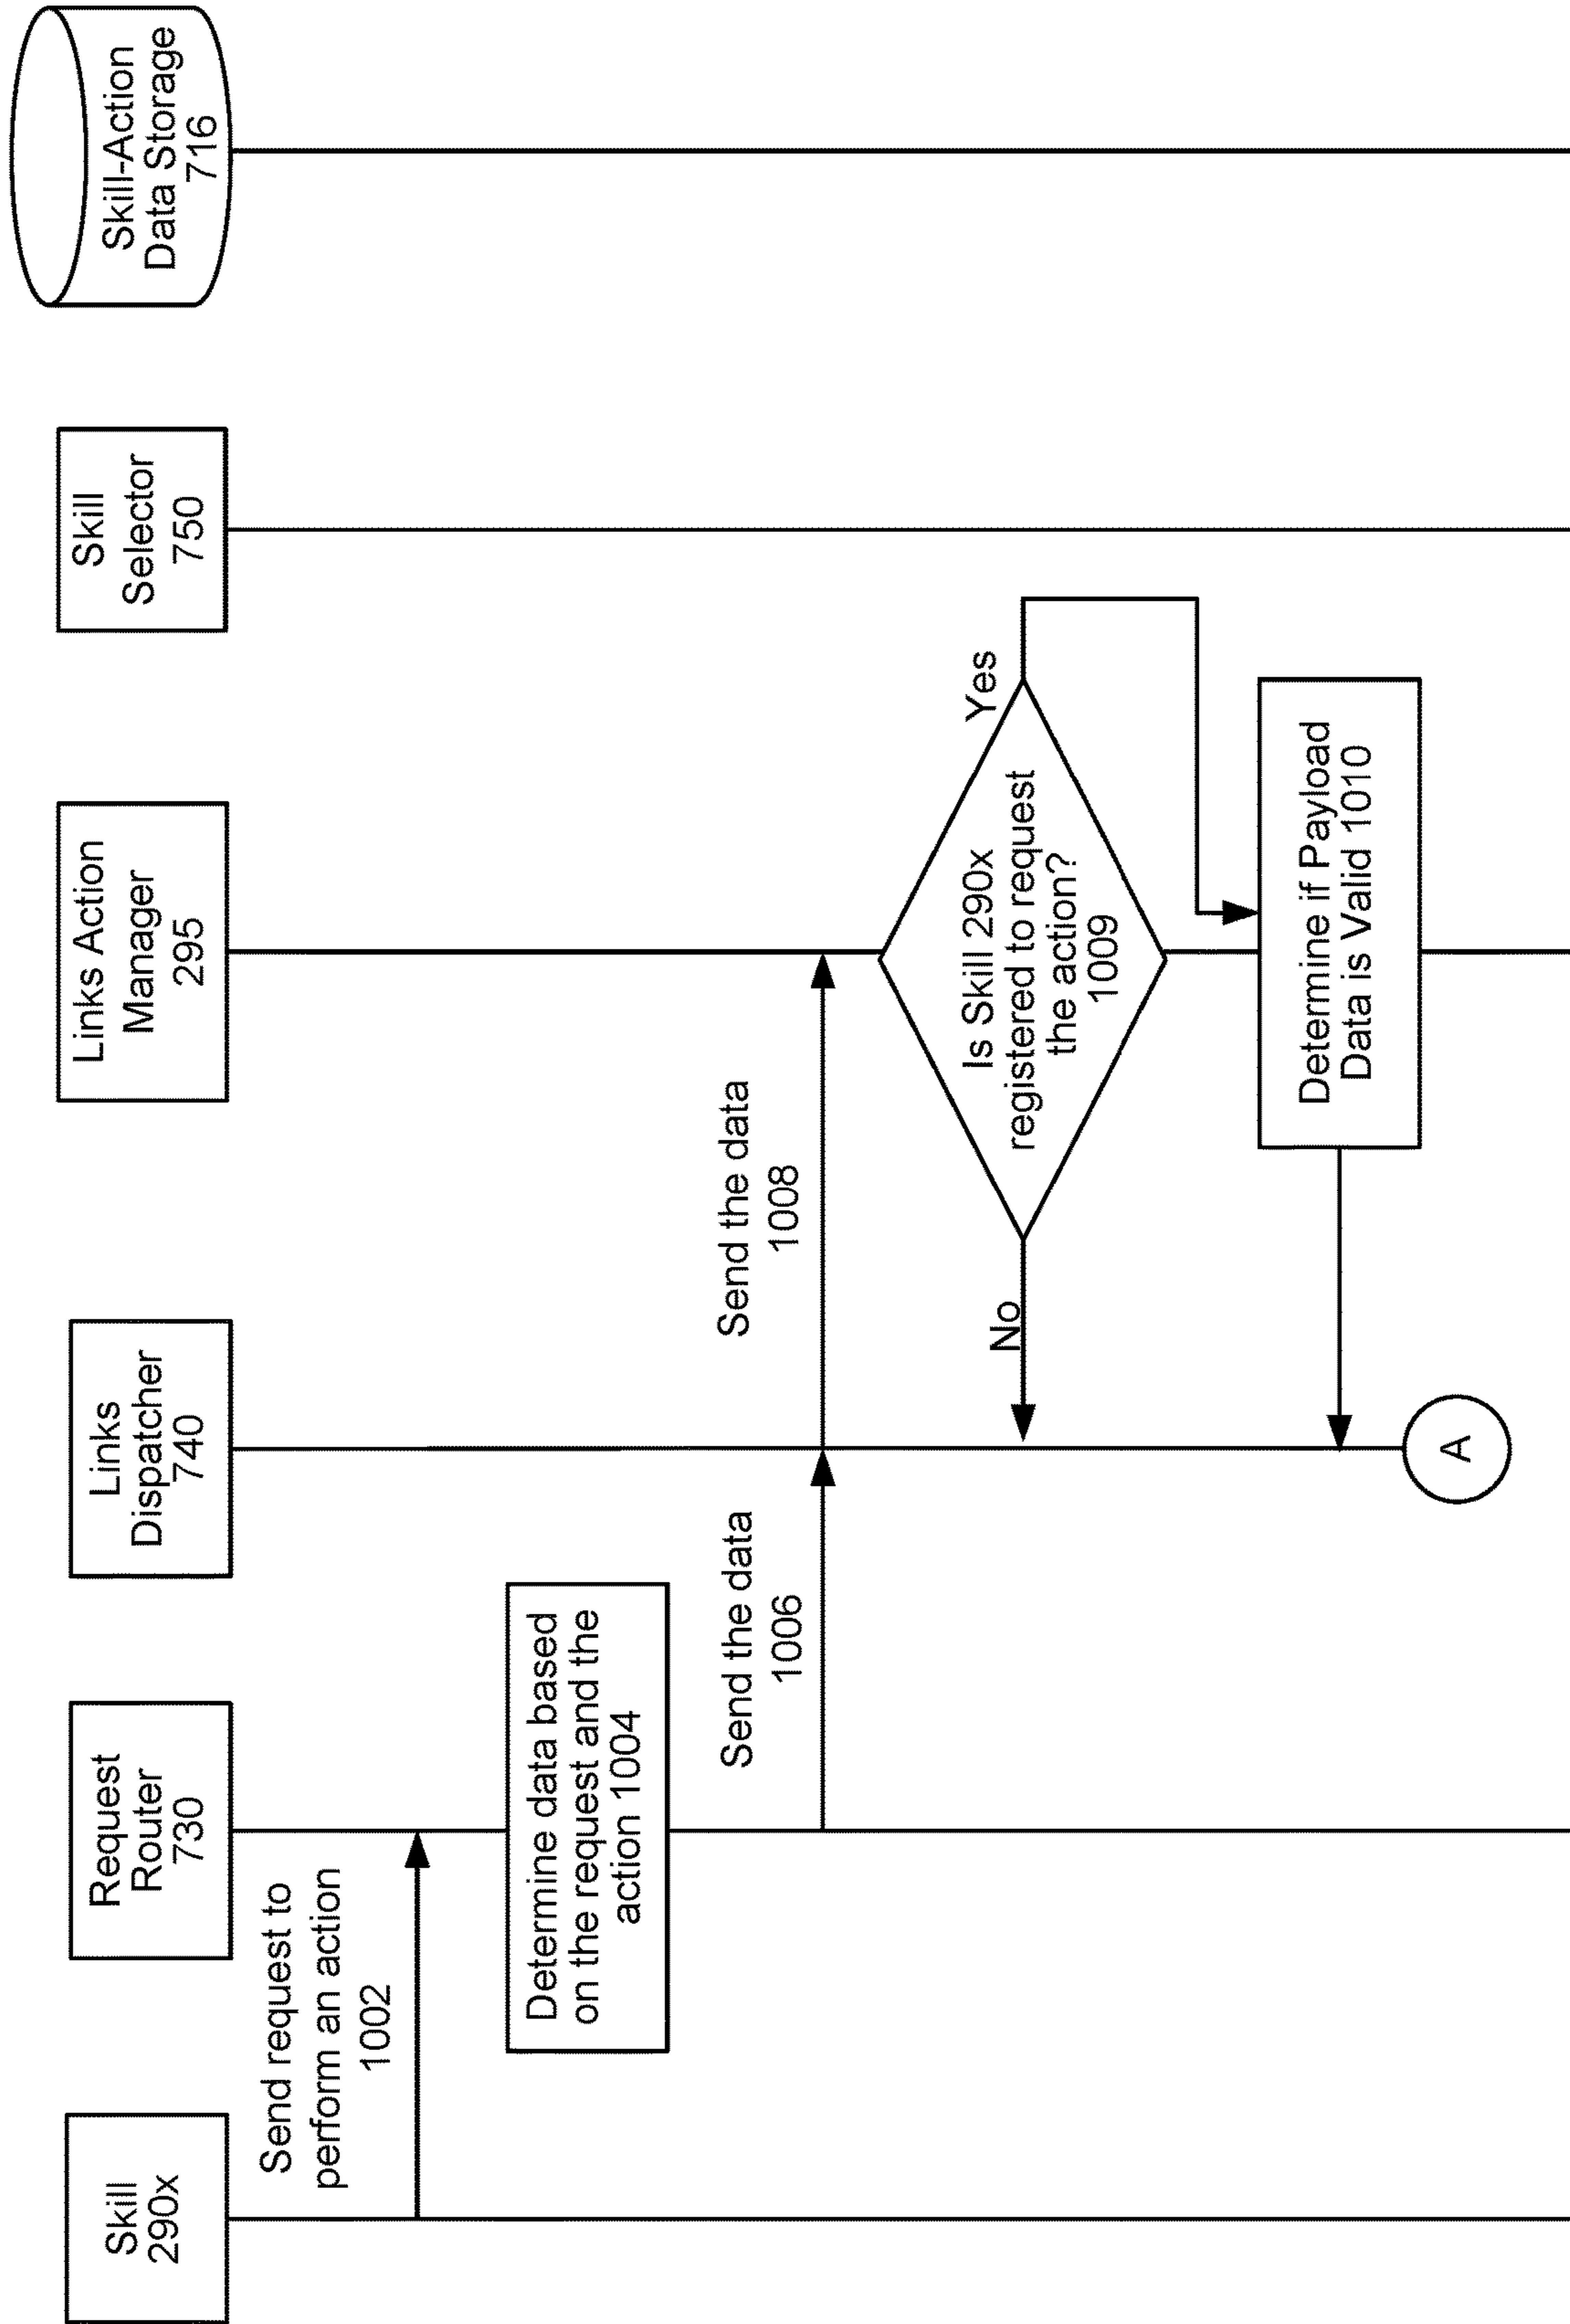 Skill
290x
Request
Router
730
Links
Dispatcher
740
Links Action
Manager
295
Skill
Selector
750
Skill-Action
Data Storage
716
Send request to
perform an action
1002
Determine data based
on the request and the
action 1004
Send the data
1006
Send the data
1008
Is Skill 290x
registered to request
the action?
1009
No
Yes
Determine if Payload
Data is Valid 1010
A